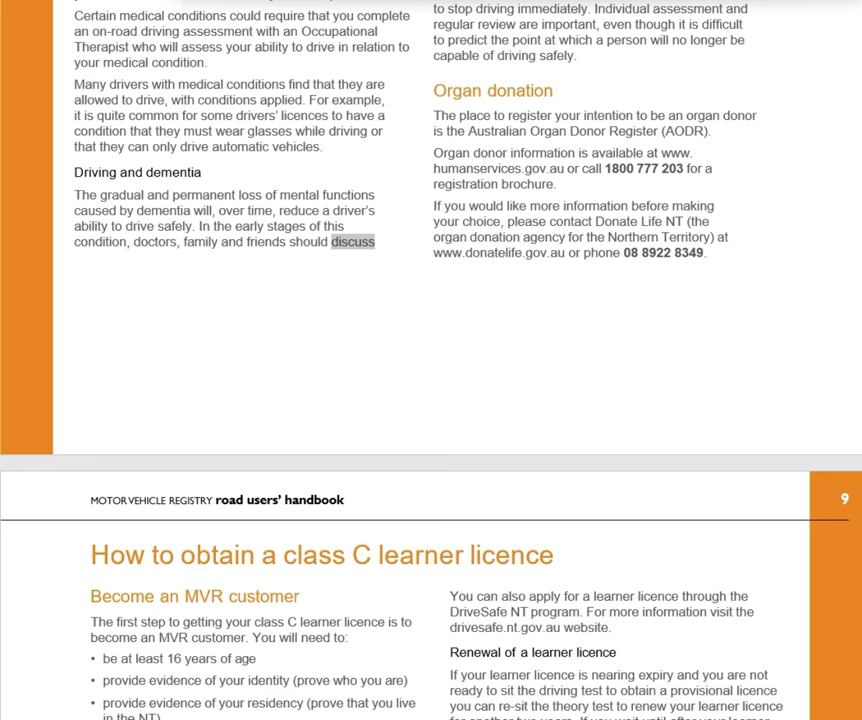 Certain medical conditions could require that you complete
an on-road driving assessment with an Occupational
Therapist who will assess your ability to drive in relation to
your medical condition.
Many drivers with medical conditions find that they are
allowed to drive, with conditions applied. For example,
it is quite common for some drivers' licences to have a
condition that they must wear glasses while driving or
that they can only drive automatic vehicles.
Driving and dementia
The gradual and permanent loss of mental functions
caused by dementia will, over time, reduce a driver's
ability to drive safely. In the early stages of this
condition, doctors, family and friends should discuss
to stop driving immediately. Individual assessment and
regular review are important, even though it is difficult
to predict the point at which a person will no longer be
capable of driving safely.
Organ donation
The place to register your intention to be an organ donor
is the Australian Organ Donor Register (AODR).
Organ donor information is available at www.
humanservices.gov.au or call 1800 777 203 for a
registration brochure.
If you would like more information before making
your choice, please contact Donate Life NT (the
organ donation agency for the Northern Territory) at
www.donatelife.gov.au or phone 08 8922 8349.
MOTOR VEHICLE REGISTRY road users' handbook
9
How to obtain a class C learner licence
Become an MVR customer
The first step to getting your class C learner licence is to
become an MVR customer. You will need to:
• be at least 16 years of age
• provide evidence of your identity (prove who you are)
• provide evidence of your residency (prove that you live
in the NT)
You can also apply for a learner licence through the
DriveSafe NT program. For more information visit the
drivesafe.nt.gov.au website.
Renewal of a learner licence
If your learner licence is nearing expiry and you are not
ready to sit the driving test to obtain a provisional licence
you can re-sit the theory test to renew your learner licence
for another two years. If you wait until after your learner